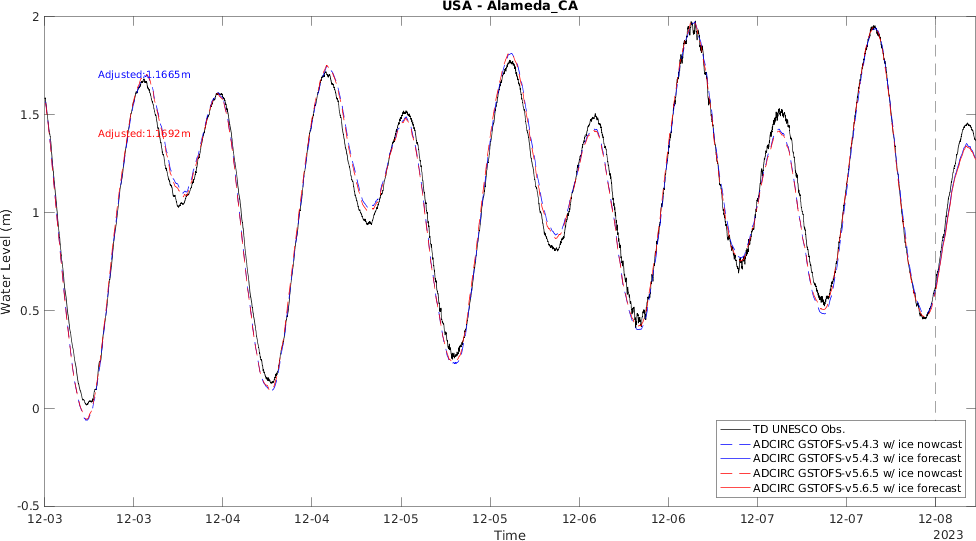 USA - Alameda_CA
2
1.5
1
0.5
0
-0.5
Water Level (m)
Adjusted:1.1665m
Adjusted:1.1692m
TD UNESCO Obs.
ADCIRC GSTOFS-v5.4.3 w/ ice nowcast
ADCIRC GSTOFS-v5.4.3 w/ ice forecast
ADCIRC GSTOFS-v5.6.5 w/ ice nowcast
ADCIRC GSTOFS-v5.6.5 w/ ice forecast
12-03 12-03 12-04 12-04 12-05 12-05 12-06 12-06 12-07 12-07 12-08
Time
2023